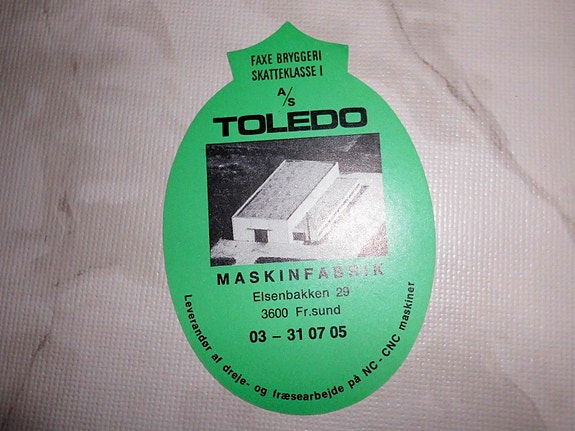 FAXE BRYGGERI
SKATTEKLASSE I
A/S
TOLEDO
MASKINFABRIK
Elsenbakken 29
3600 Fr.sund
03 – 31 07 05
Leverandør af dreje- og fræsearbejde på NC - CNC maskiner